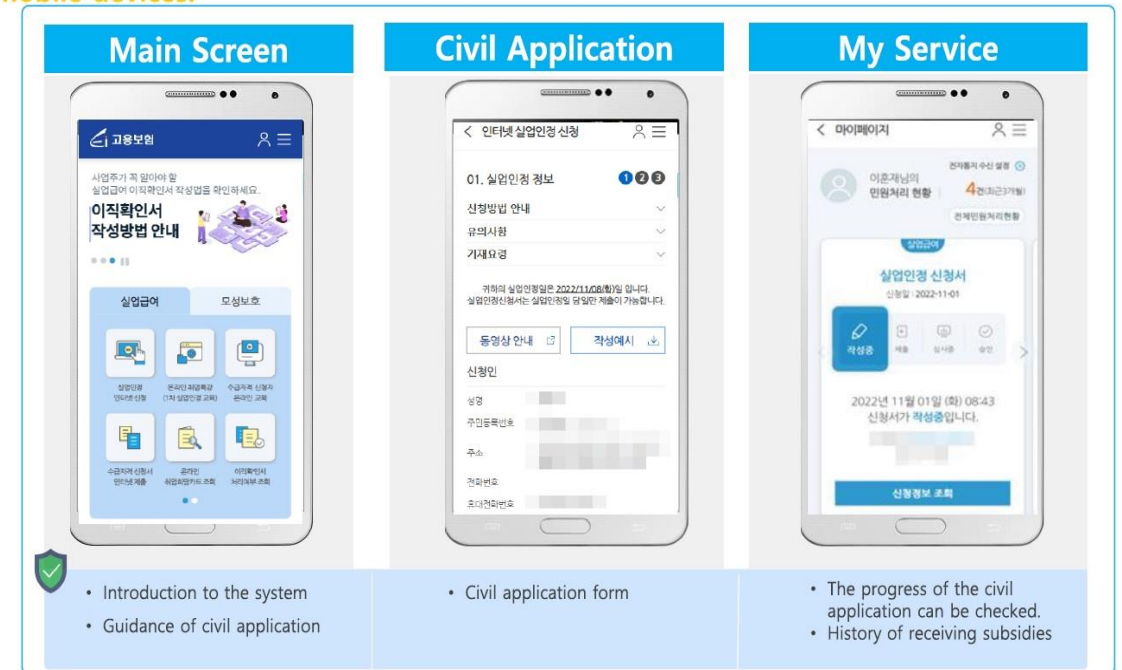 mobile devices.
Main Screen
고용보험
사업주가 꼭 알아야 할
실업급여 이직확인서 작성법을 확인하세요.
이직확인서
작성방법 안내
실업급여
모성보호
실업인정
인터넷 신청
온라인 취업특강
(1차 실업인정 교육)
수급자격 신청자
온라인 교육
수급자격 신청서
인터넷 제출
온라인
취업희망카드 조회
이직확인서
처리여부 조회
• Introduction to the system
• Guidance of civil application
Civil Application
인터넷 실업인정 신청
01. 실업인정 정보
1 2 3
신청방법 안내
유의사항
기재요령
귀하의 실업인정일은 2022/11/08(화)일 입니다.
실업인정신청서는 실업인정일 당일만 제출이 가능합니다.
동영상 안내
작성예시
신청인
성명
주민등록번호
주소
전화번호
휴대전화번호
• Civil application form
My Service
마이페이지
전자통지 수신 설정
이훈재님의
민원처리 현황
4건(최근3개월)
전체민원처리현황
실업급여
실업인정 신청서
신청일 : 2022-11-01
작성중
제출
심사중
승인
2022년 11월 01일 (화) 08:43
신청서가 작성중입니다.
신청정보 조회
• The progress of the civil
application can be checked.
• History of receiving subsidies